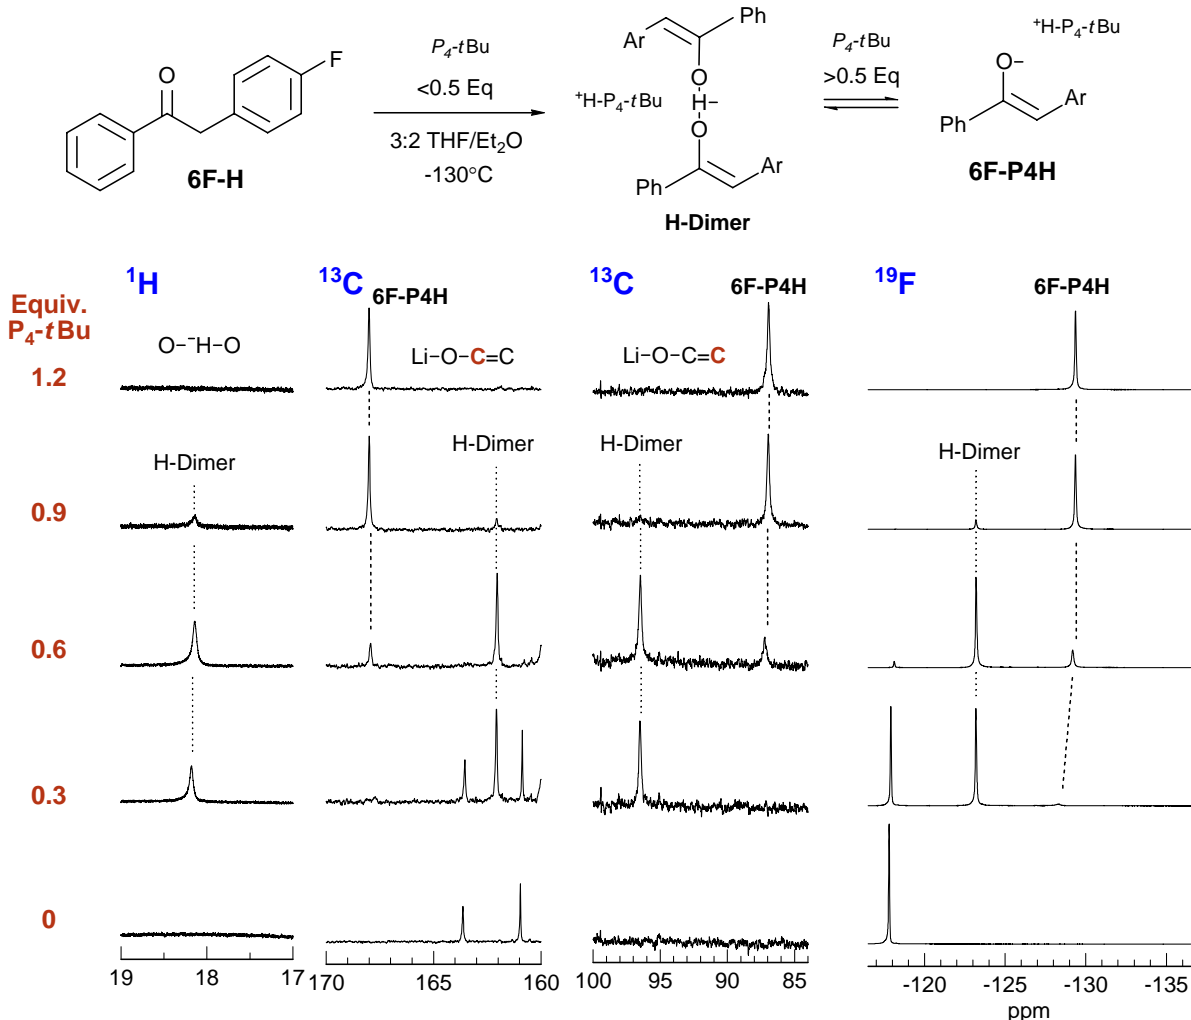 O
F
6F-H
P4-tBu
<0.5 Eq
3:2 THF/Et2O
-130°C
Ph
Ar
O
+H-P4-tBu
H–
O
Ph
Ar
H-Dimer
P4-tBu
>0.5 Eq
+H-P4-tBu
O–
Ar
Ph
6F-P4H
1H
13C
13C
19F
6F-P4H
6F-P4H
6F-P4H
Equiv.
P4-tBu
O-–H-O
Li-O-C=C
Li-O-C=C
1.2
H-Dimer
H-Dimer
H-Dimer
H-Dimer
0.9
0.6
0.3
0
19 18 17
170 165 160
100 95 90 85
-120 -125 -130 -135
ppm